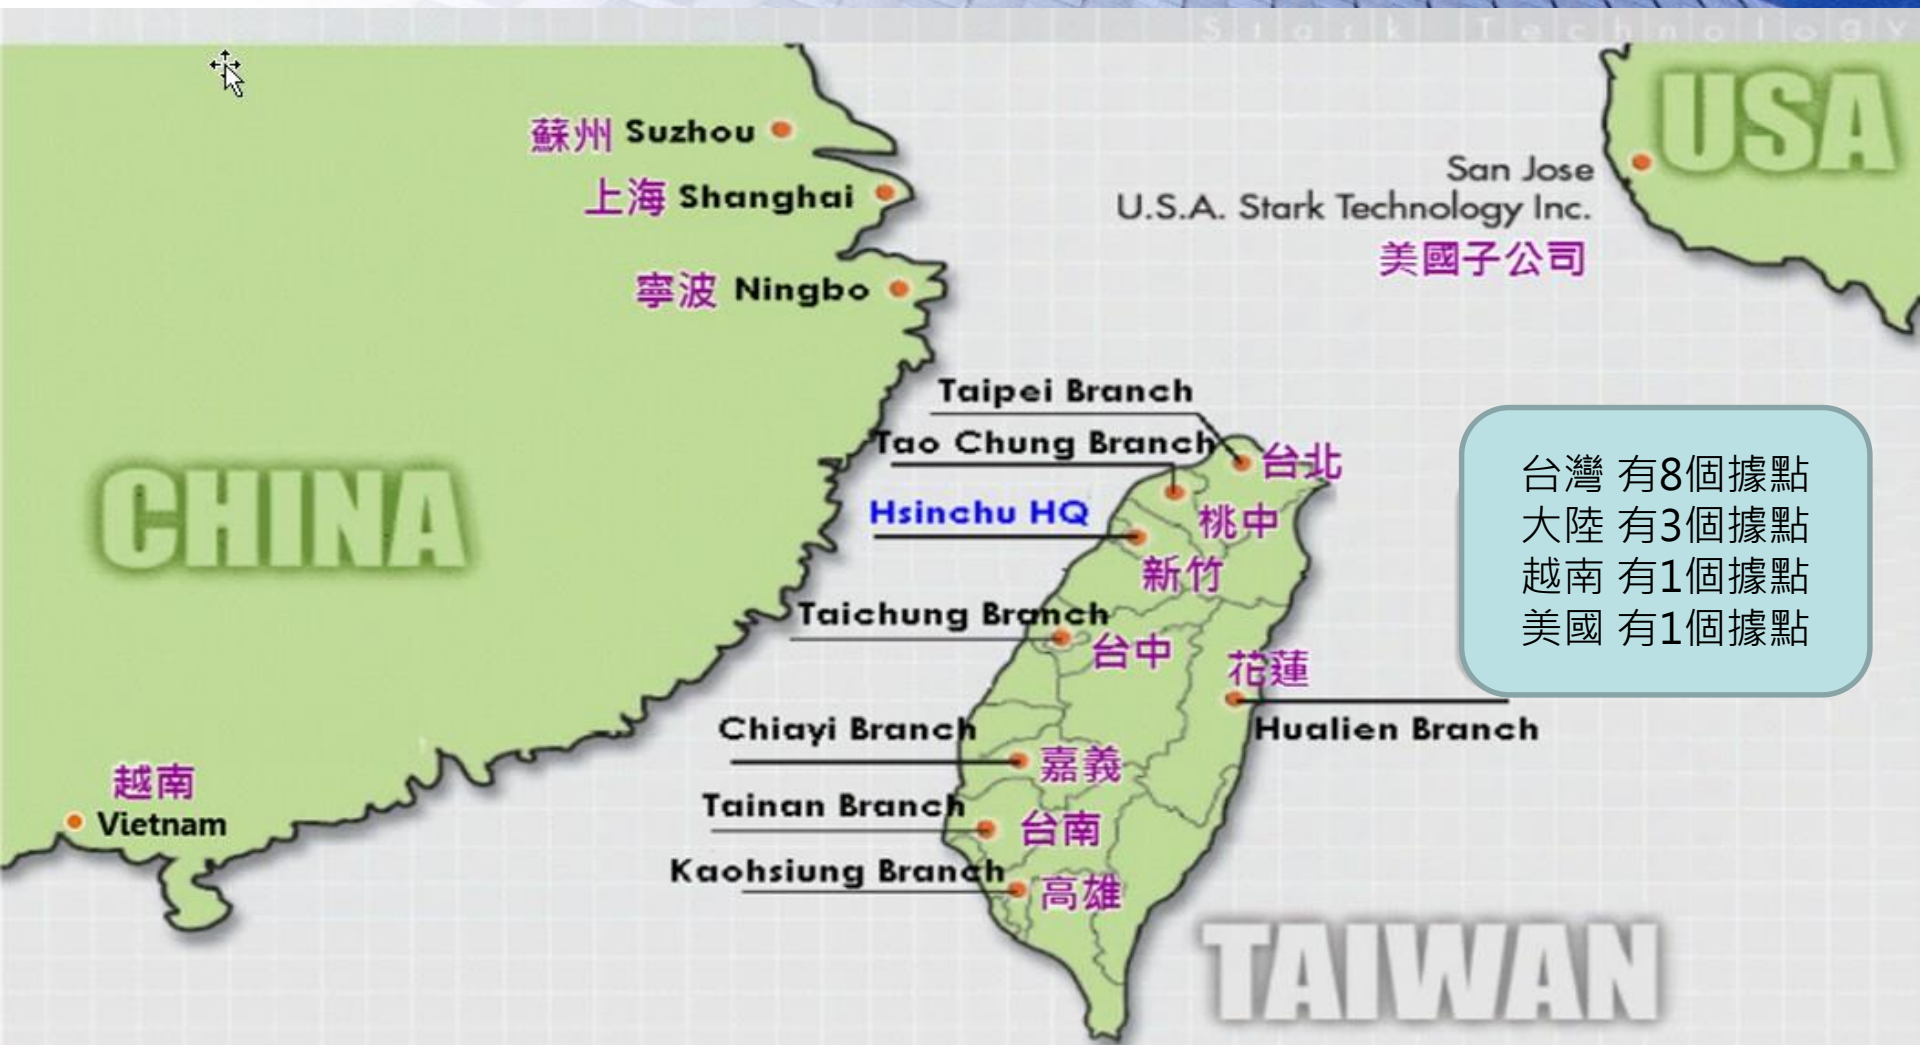 Stark Technology
USA
蘇州 Suzhou
上海 Shanghai
寧波 Ningbo
San Jose
U.S.A. Stark Technology Inc.
美國子公司
CHINA
Taipei Branch
台北
Tao Chung Branch
桃中
Hsinchu HQ
新竹
Taichung Branch
台中
花蓮
Hualien Branch
Chiayi Branch
嘉義
Tainan Branch
台南
Kaohsiung Branch
高雄
越南
Vietnam
TAIWAN
台灣 有8個據點
大陸 有3個據點
越南 有1個據點
美國 有1個據點